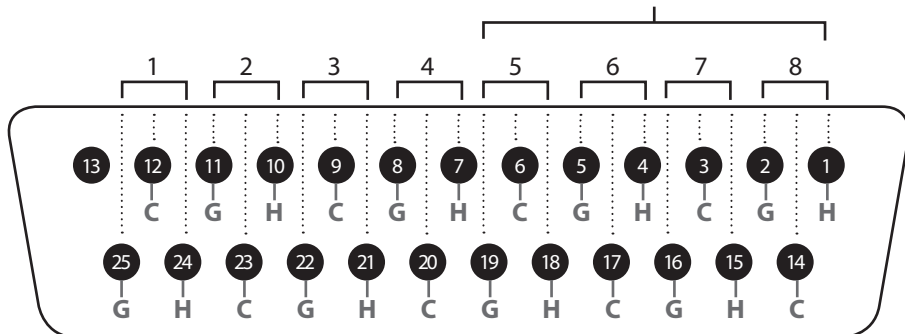 1 2 3 4 5 6 7 8
13 12 11 10 9 8 7 6 5 4 3 2 1
C G H C G H C G H C G H
25 24 23 22 21 20 19 18 17 16 15 14
G H C G H C G H C G H C